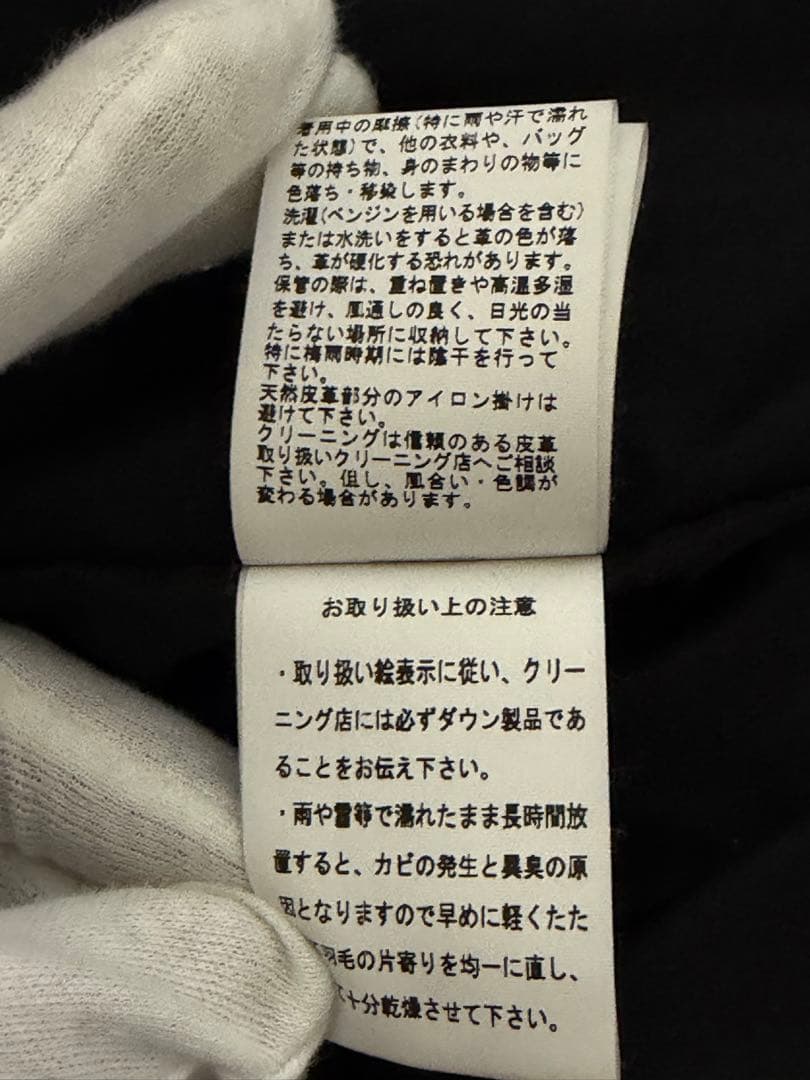 着用中の摩擦(特に雨や汗で濡れ
た状態)で、他の衣料や、バッグ
等の持ち物、身のまわりの物等に
色落ち・移染します。
洗濯(ベンジンを用いる場合を含む)
または水洗いをすると革の色が落
ち、革が硬化する恐れがあります。
保管の際は、重ね置きや高温多湿
を避け、風通しの良く、日光の当
たらない場所に収納して下さい。
特に梅雨時期には陰干を行って
下さい。
天然皮革部分のアイロン掛けは
避けて下さい。
クリーニングは信頼のある皮革
取り扱いクリーニング店へご相談
下さい。但し、風合い・色調が
変わる場合があります。
お取り扱い上の注意
・取り扱い絵表示に従い、クリー
ニング店には必ずダウン製品であ
ることをお伝え下さい。
・雨や雪等で濡れたまま長時間放
置すると、カビの発生と異臭の原
因となりますので早めに軽くたた
羽毛の片寄りを均一に直し、
て十分乾燥させて下さい。